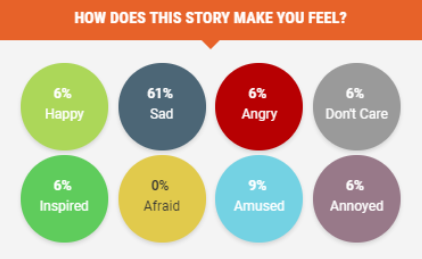 HOW DOES THIS STORY MAKE YOU FEEL?
6% 61% 6% 6%
Happy Sad Angry Don't Care
6% 0% 9% 6%
Inspired Afraid Amused Annoyed